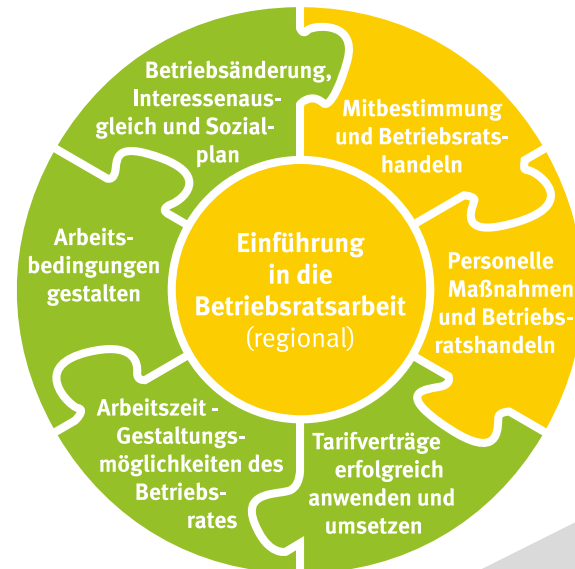 Betriebsänderung,
Interessenaus-
gleich und Sozial-
plan
Mitbestimmung
und Betriebsrats-
handeln
Arbeits-
bedingungen
gestalten
Einführung
in die
Betriebsratsarbeit
(regional)
Personelle
Maßnahmen
und Betriebs-
ratshandeln
Arbeitszeit -
Gestaltungs-
möglichkeiten des
Betriebs-
rates
Tarifverträge
erfolgreich
anwenden und
umsetzen